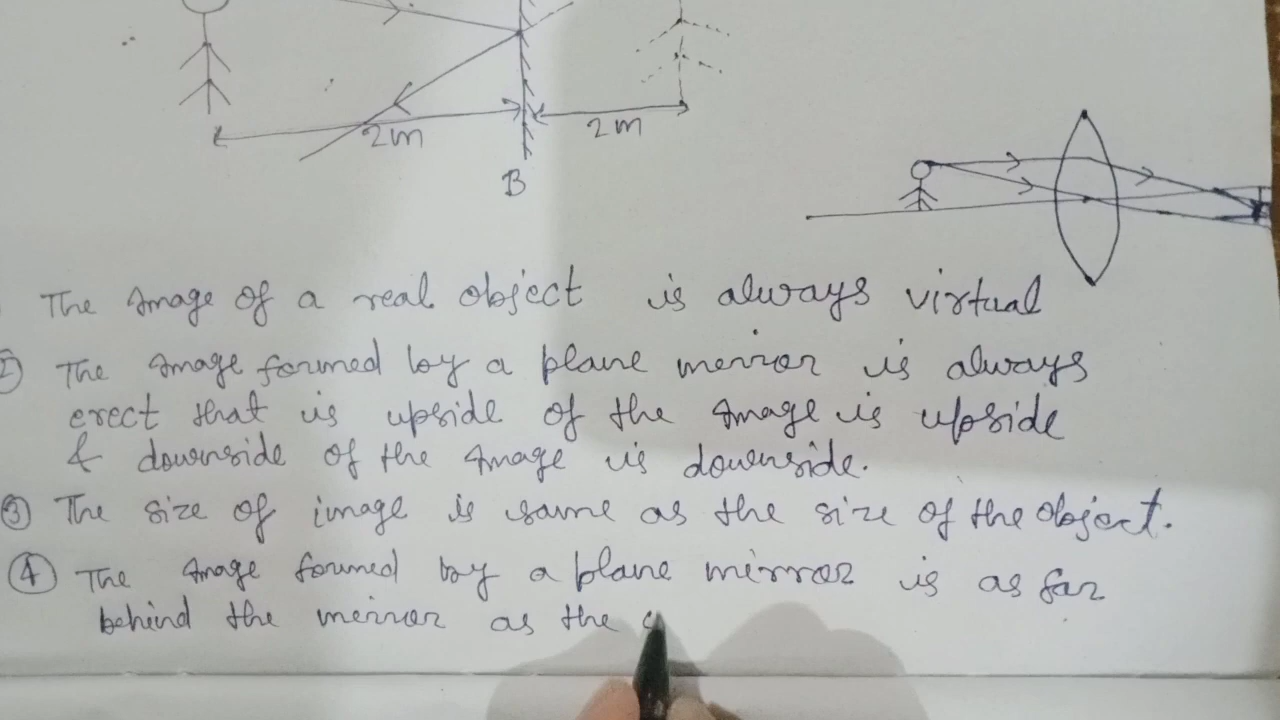 2m
2m
B
The Image of a real object is always virtual
② The Image formed by a plane mirror is always
erect that is upside of the Image is upside
& downside of the Image is downside.
③ The size of image is same as the size of the object.
④ The Image formed by a plane mirror is as far
behind the mirror as the